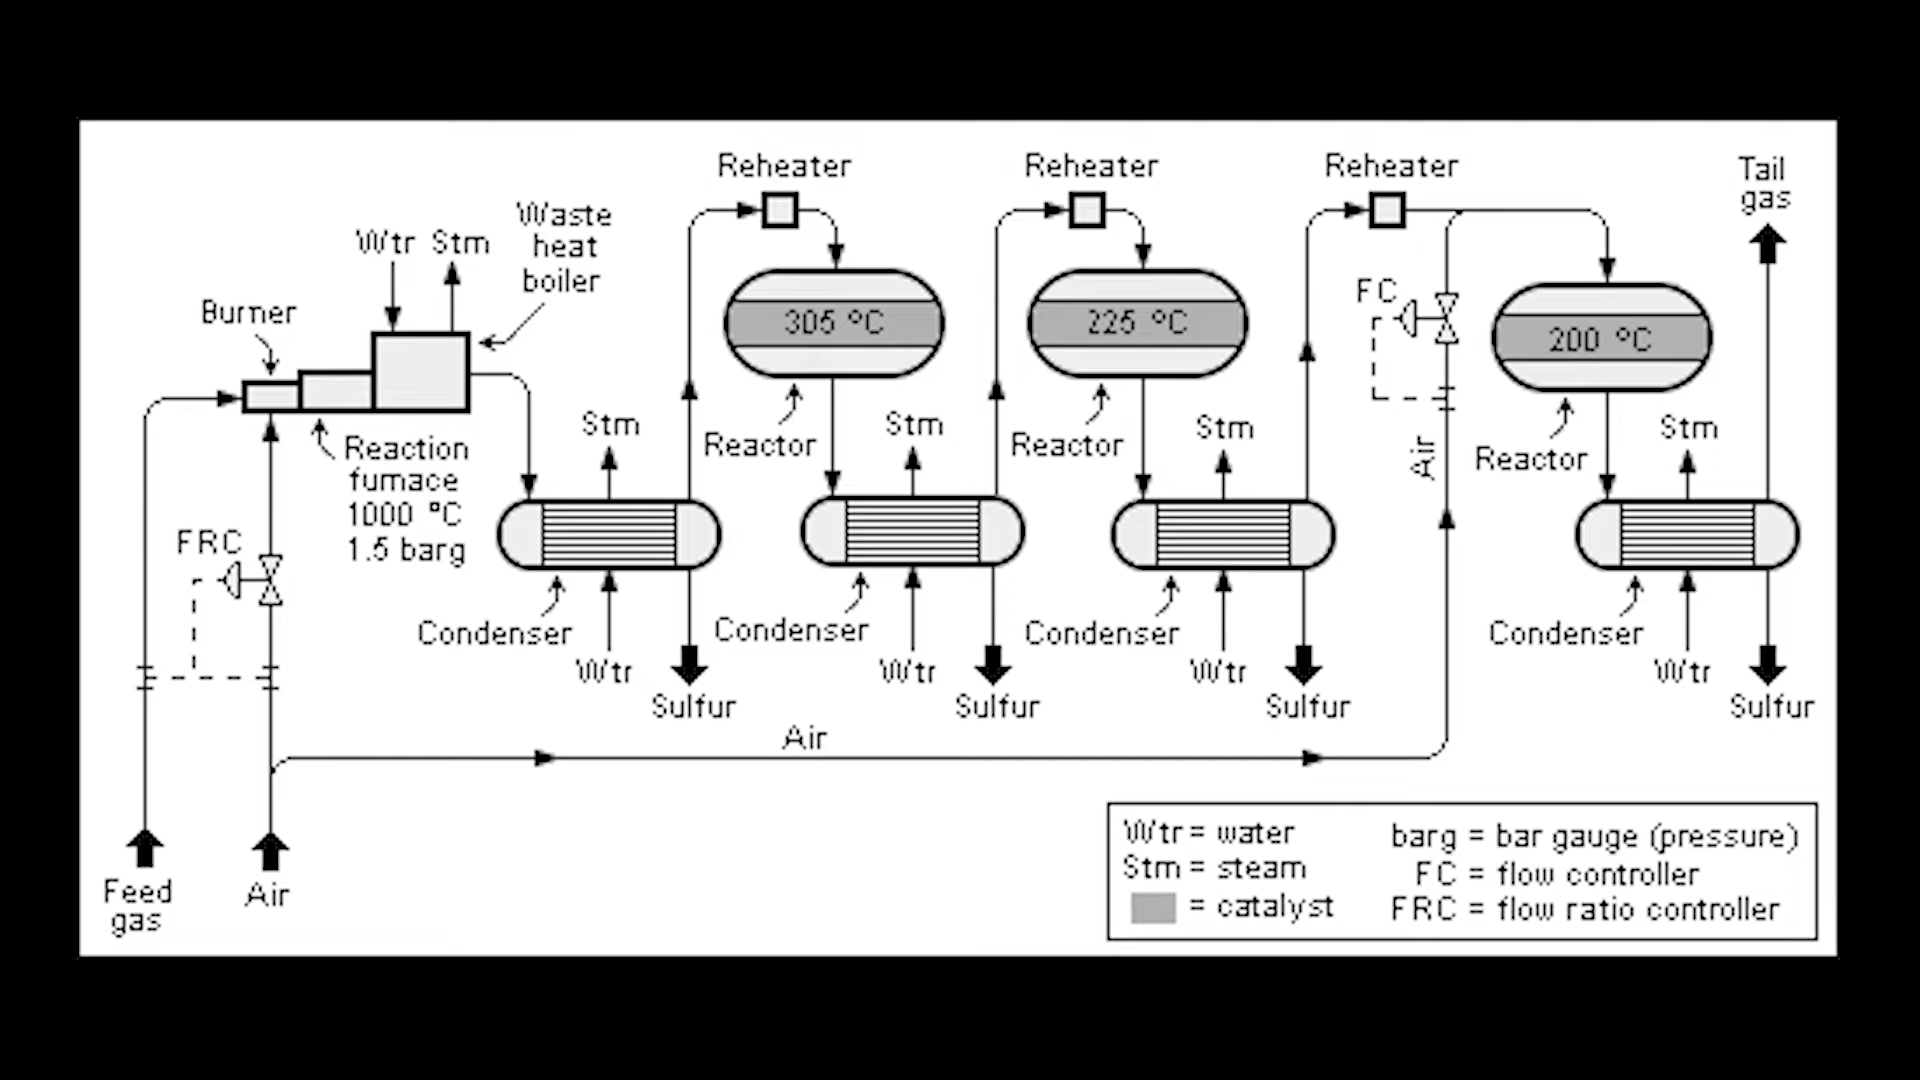 Reheater
Reheater
Reheater
Tail
gas
Waste
heat
boiler
Wtr
Stm
Burner
305 °C
225 °C
FC
200 °C
Reaction
furnace
1000 °C
1.5 barg
Stm
Reactor
Stm
Reactor
Stm
Air
Reactor
Stm
FRC
Condenser
Condenser
Condenser
Condenser
Wtr
Wtr
Wtr
Wtr
Sulfur
Sulfur
Sulfur
Sulfur
Air
Feed
gas
Air
Wtr = water
Stm = steam
= catalyst
barg = bar gauge (pressure)
FC = flow controller
FRC = flow ratio controller